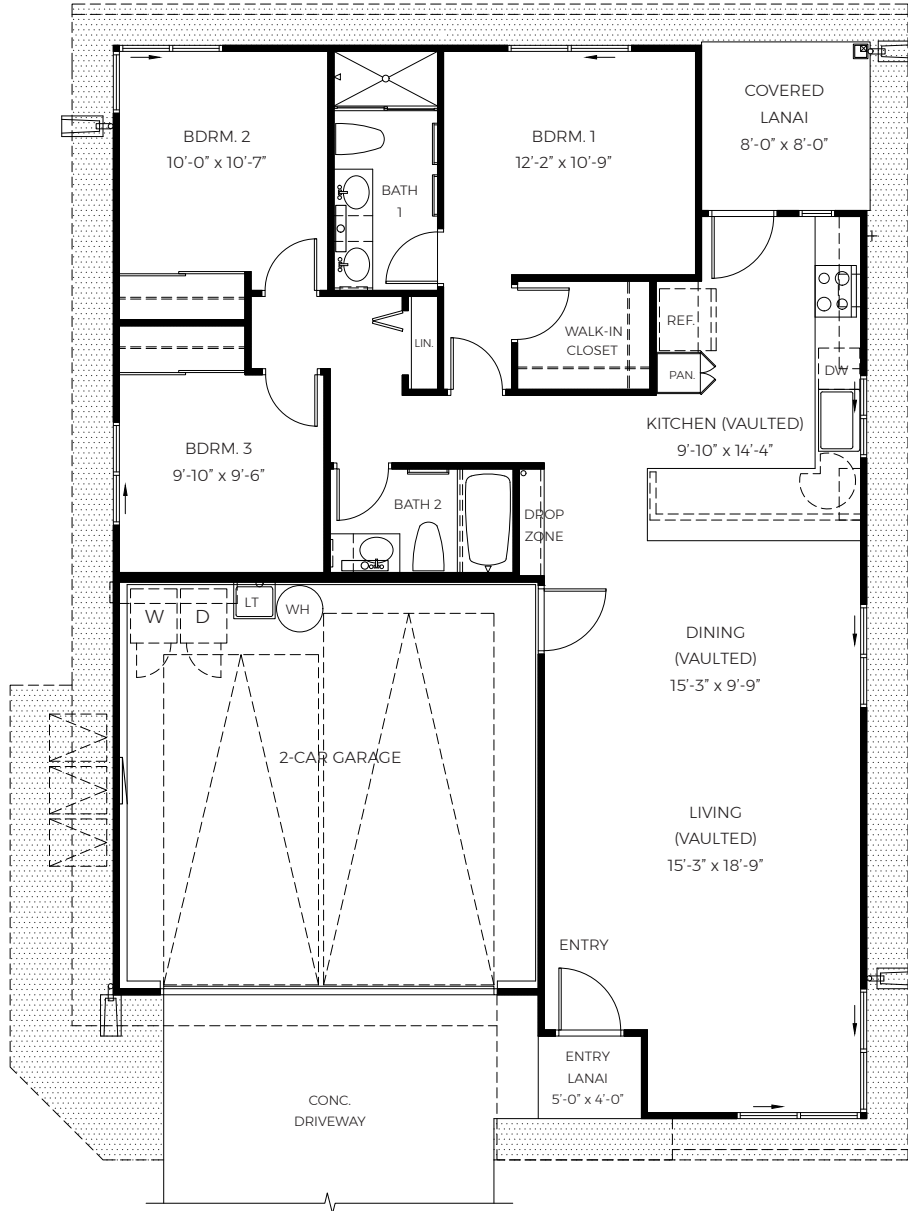 COVERED
LANAI
8'-0" x 8'-0"
BDRM. 2
10'-0" x 10'-7"
BDRM. 1
12'-2" x 10'-9"
BATH
1
REF.
WALK-IN
CLOSET
LIN.
PAN.
DW
KITCHEN (VAULTED)
9'-10" x 14'-4"
BDRM. 3
9'-10" x 9'-6"
BATH 2
DROP
ZONE
W
D
LT
WH
DINING
(VAULTED)
15'-3" x 9'-9"
2-CAR GARAGE
LIVING
(VAULTED)
15'-3" x 18'-9"
ENTRY
ENTRY
LANAI
5'-0" x 4'-0"
CONC.
DRIVEWAY